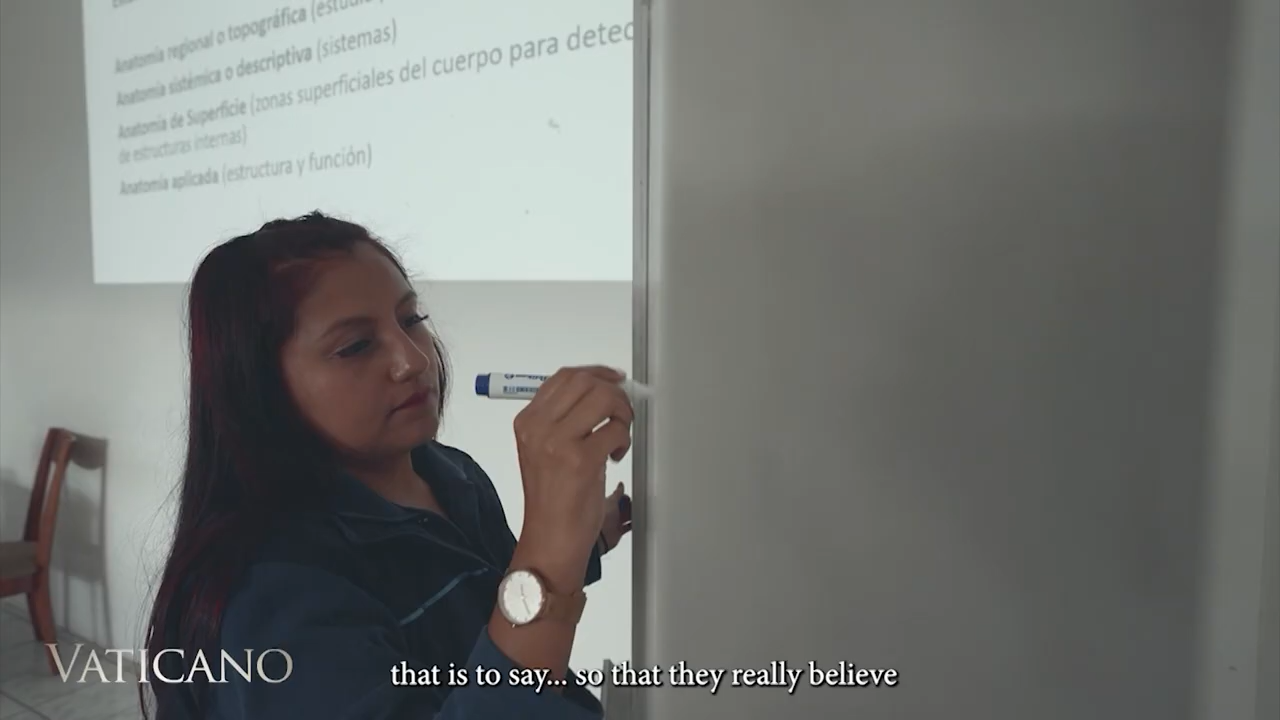 Anatomía regional o topográfica (estudio
Anatomía sistémica o descriptiva (sistemas)
Anatomía de Superficie (zonas superficiales del cuerpo para detec
de estructuras internas)
Anatomía aplicada (estructura y función)
VATICANO
that is to say... so that they really believe